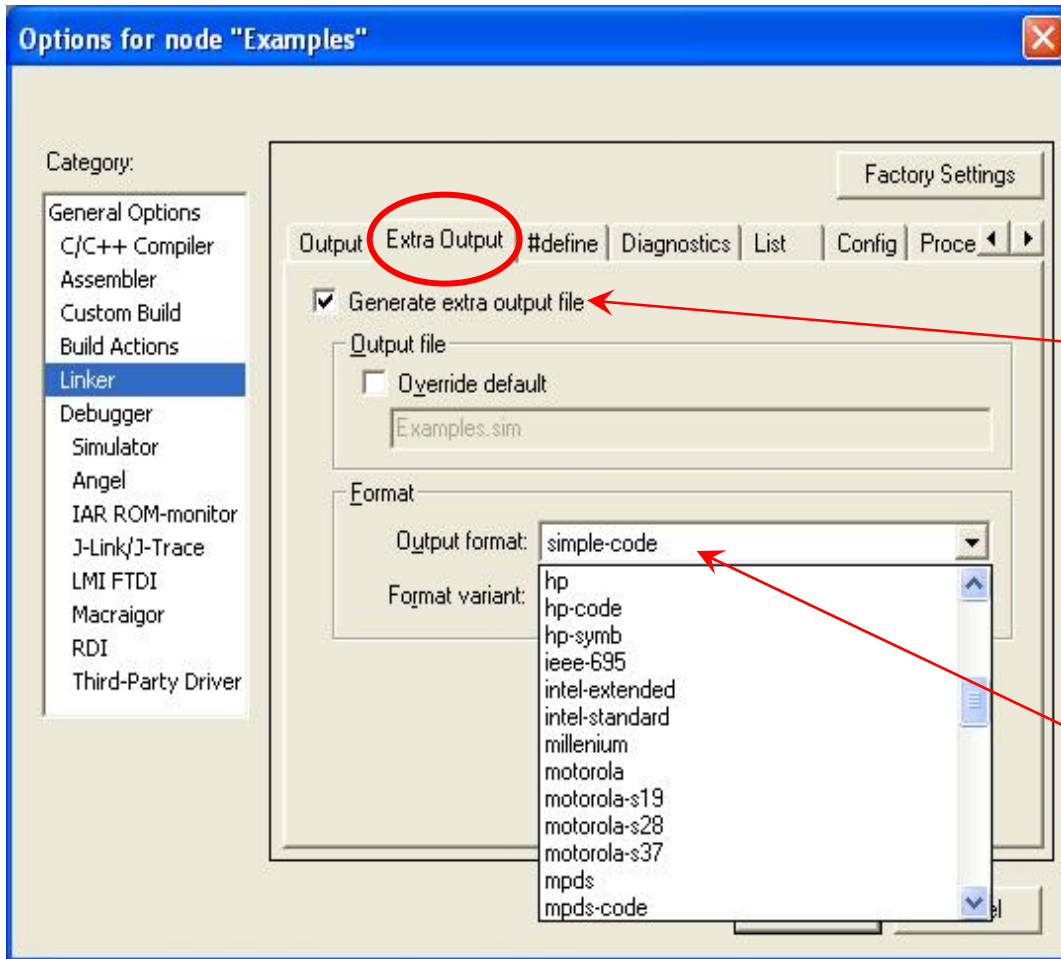 Options for node "Examples"
Category:
Factory Settings
General Options
C/C++ Compiler
Assembler
Custom Build
Build Actions
Linker
Debugger
Simulator
Angel
IAR ROM-monitor
J-Link/J-Trace
LMI FTDI
Macraigor
RDI
Third-Party Driver
Output Extra Output #define Diagnostics List Config Proce
Generate extra output file
Output file
Override default
Examples.sim
Format
Output format: simple-code
Format variant:
hp
hp-code
hp-symb
ieee-695
intel-extended
intel-standard
millenium
motorola
motorola-s19
motorola-s28
motorola-s37
mpds
mpds-code